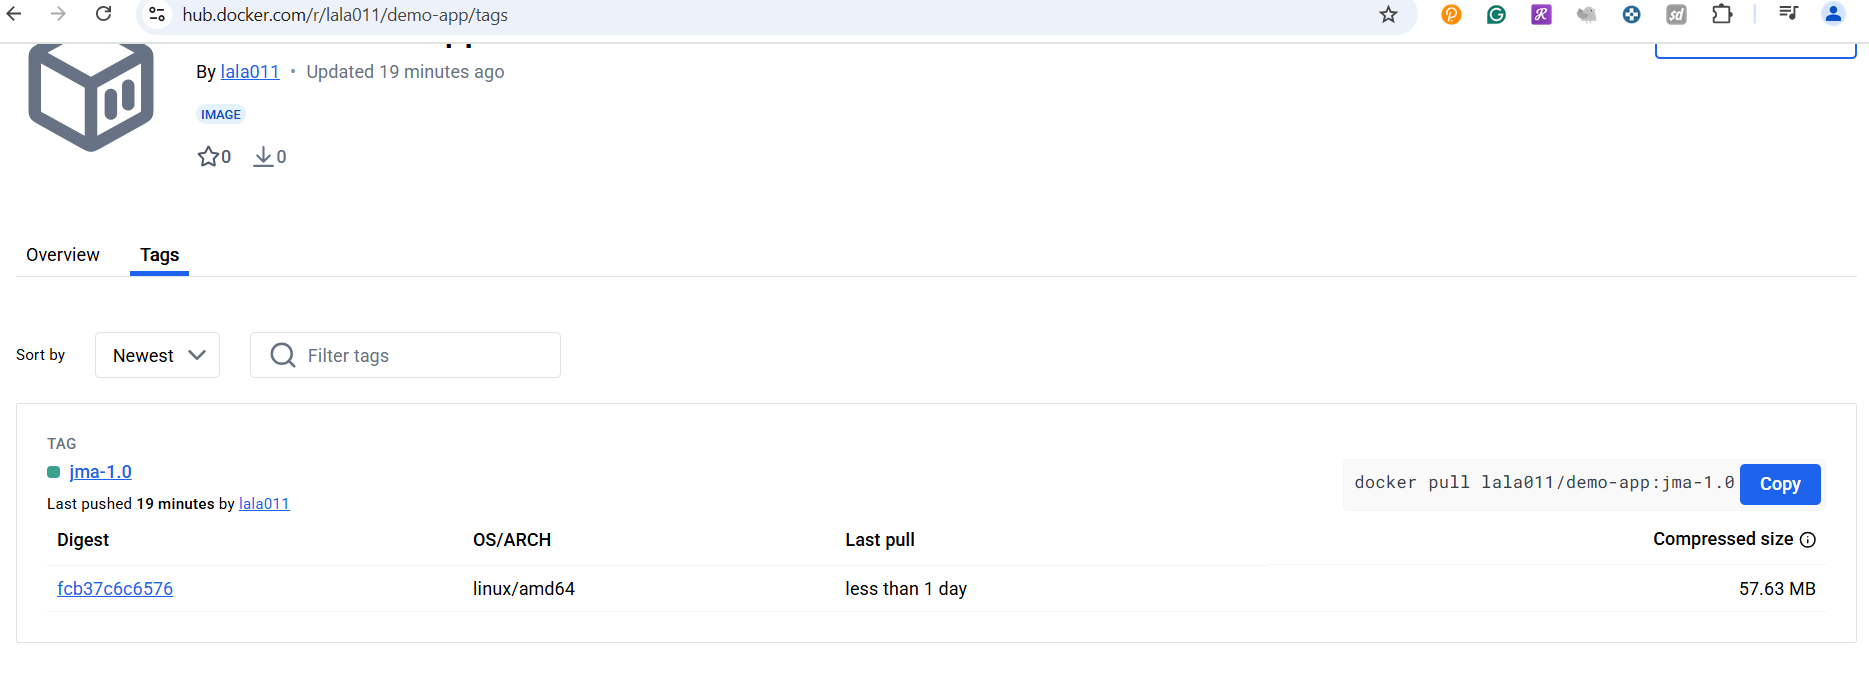 hub.docker.com/r/lala011/demo-app/tags
By lala011 • Updated 19 minutes ago
IMAGE
0 0
Overview Tags
Sort by Newest Filter tags
TAG
jma-1.0
docker pull lala011/demo-app:jma-1.0 Copy
Last pushed 19 minutes by lala011
Digest OS/ARCH Last pull Compressed size
fcb37c6c6576 linux/amd64 less than 1 day 57.63 MB